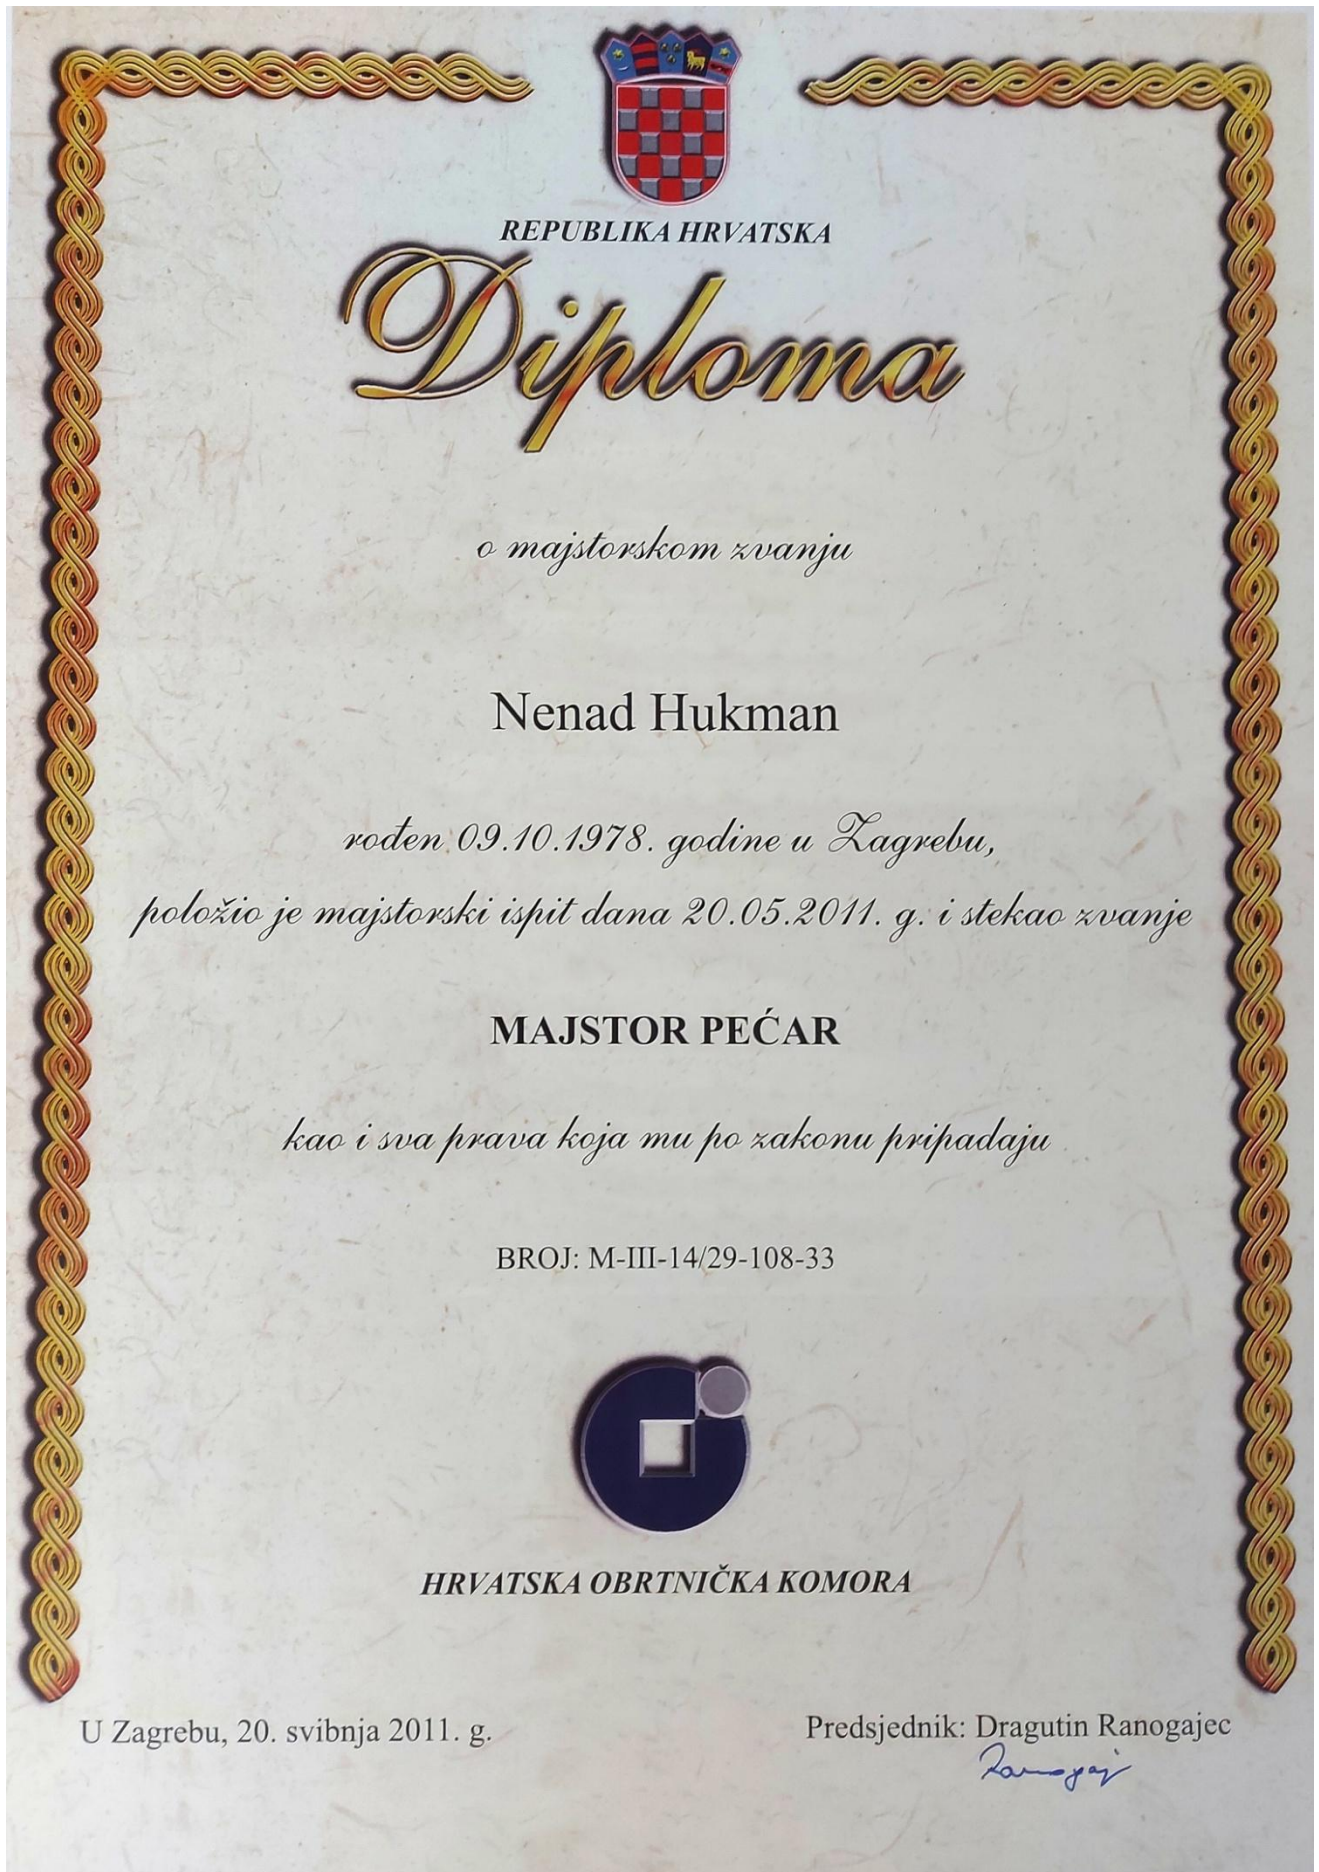 REPUBLIKA HRVATSKA
Diploma
o majstorskom zvanju
Nenad Hukman
rođen 09.10.1978. godine u Zagrebu,
položio je majstorski ispit dana 20.05.2011. g. i stekao zvanje
MAJSTOR PEĆAR
kao i sva prava koja mu po zakonu pripadaju
BROJ: M-III-14/29-108-33
HRVATSKA OBRTNIČKA KOMORA
U Zagrebu, 20. svibnja 2011. g.
Predsjednik: Dragutin Ranogajec